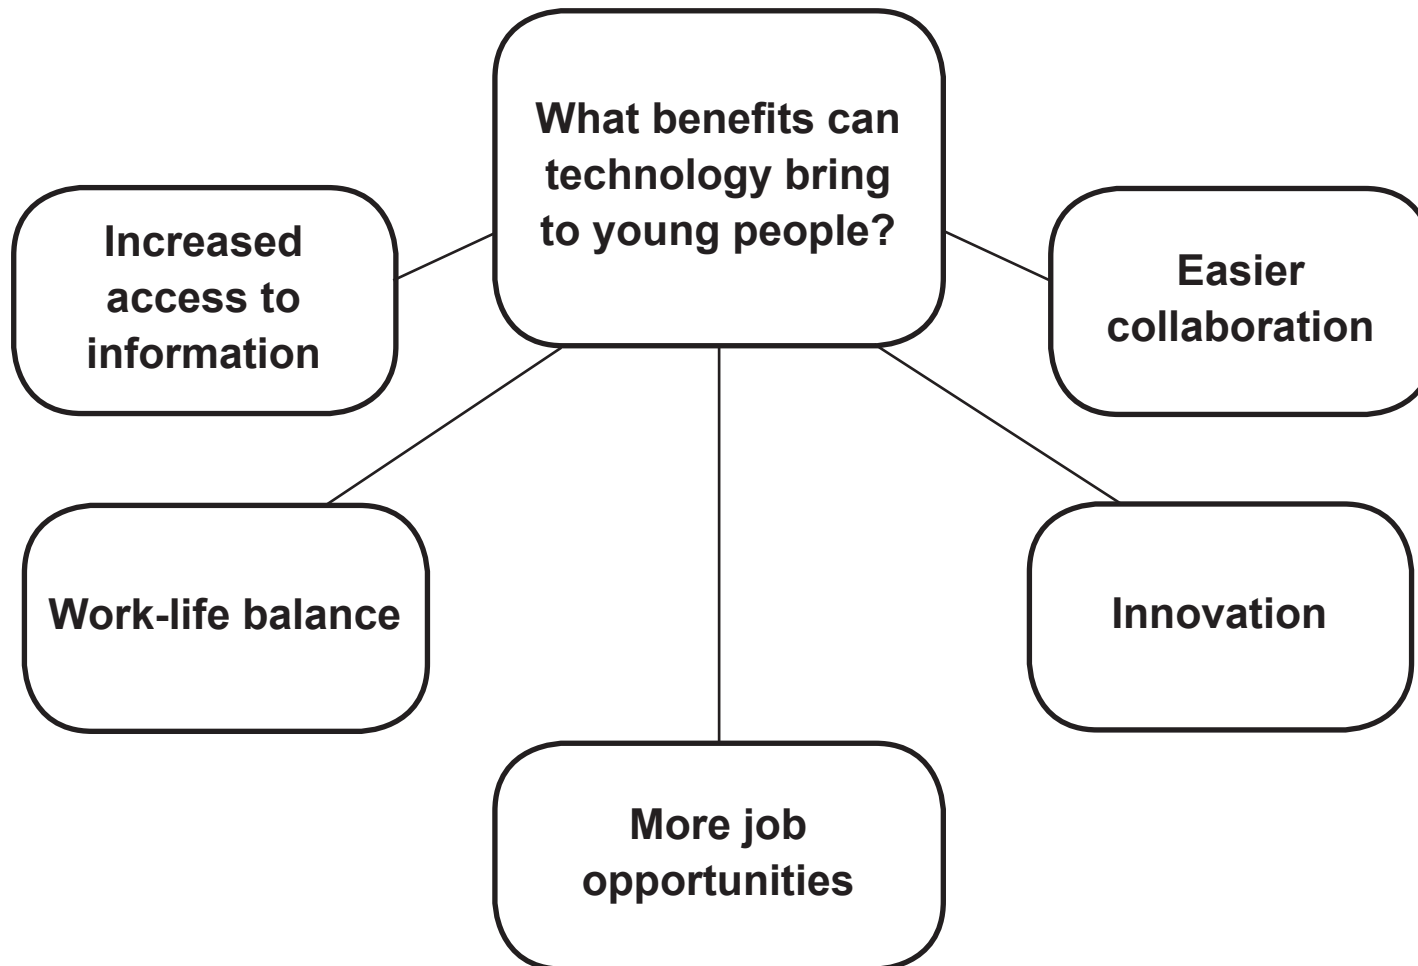 What benefits can
technology bring
to young people?
Increased
access to
information
Easier
collaboration
Work-life balance
Innovation
More job
opportunities